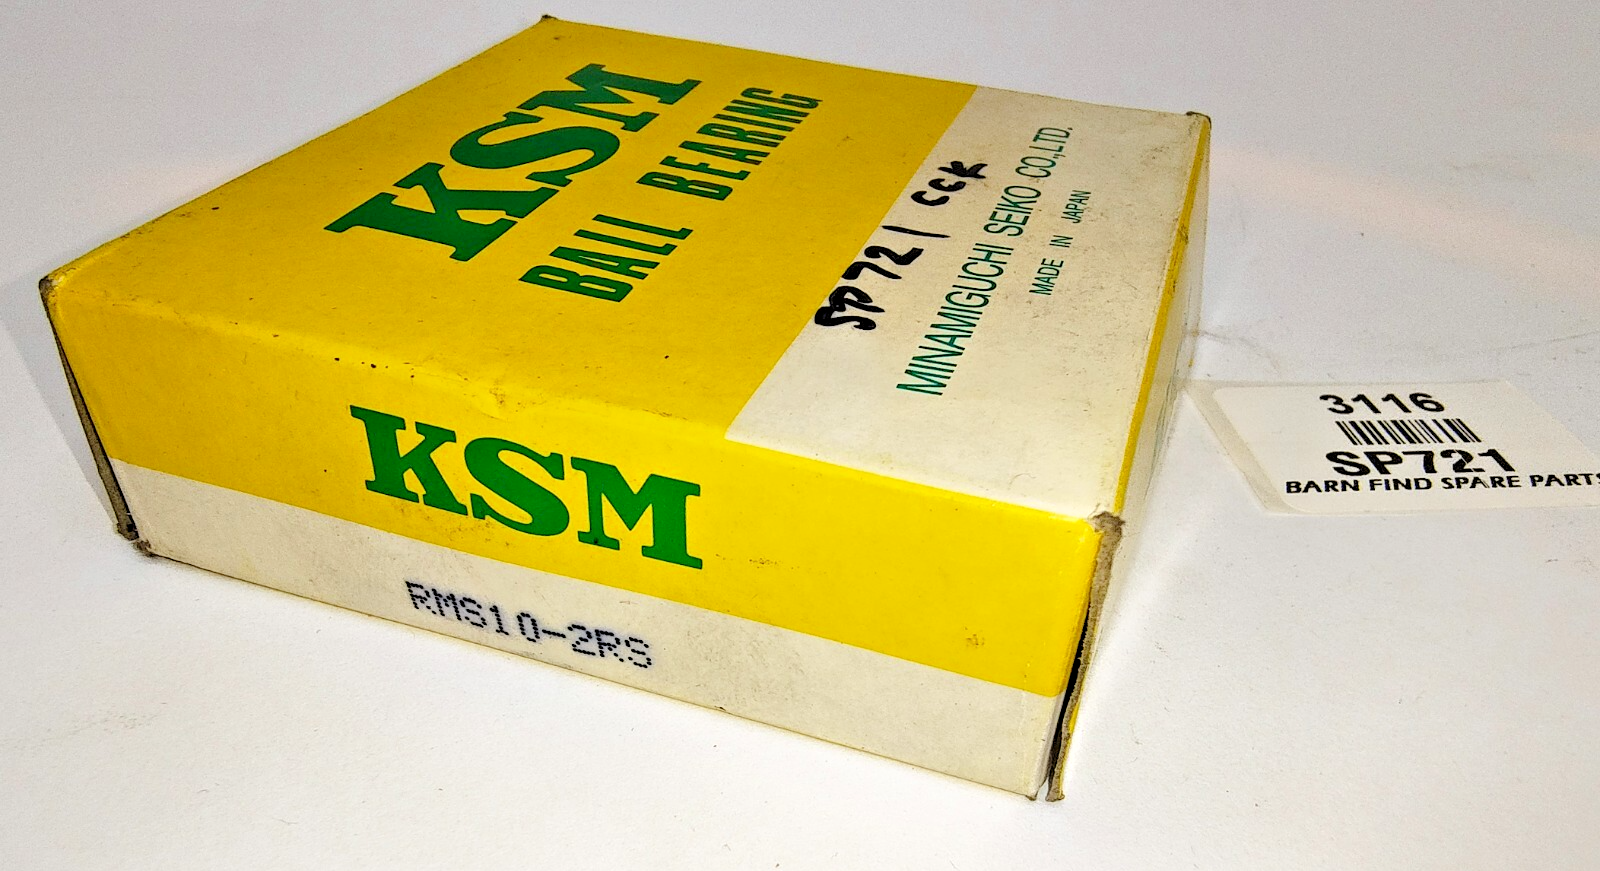 KSM
BALL BEARING
SP721 CCK
MINAMIGUCHI SEIKO CO.,LTD.
MADE IN JAPAN
KSM
RMS10-2RS
3116
SP721
BARN FIND SPARE PARTS